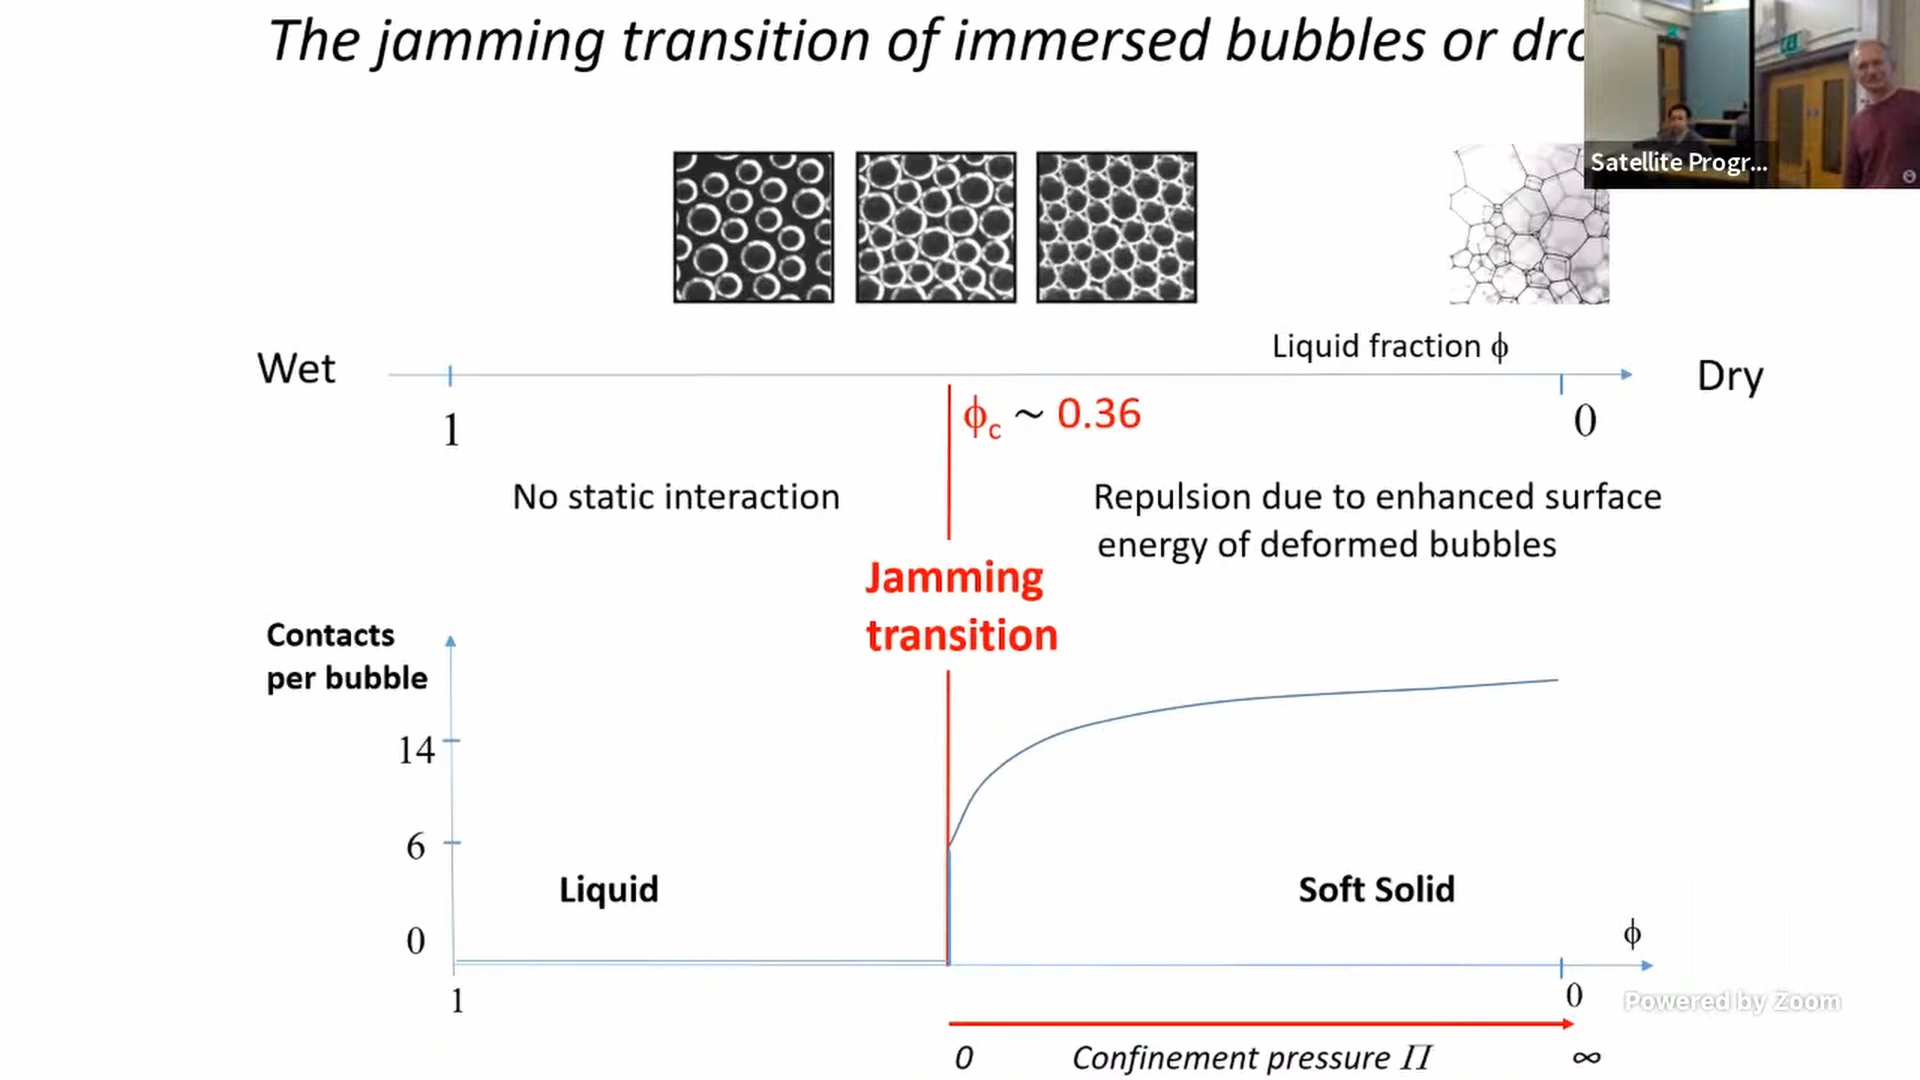 The jamming transition of immersed bubbles or
Satellite Progr...
Liquid fraction ϕ
Wet
Dry
1
ϕc ~ 0.36
0
No static interaction
Repulsion due to enhanced surface
energy of deformed bubbles
Jamming
transition
Contacts
per bubble
14
6
Liquid
Soft Solid
0
ϕ
1
0
Powered by Zoom
0
Confinement pressure Π
∞